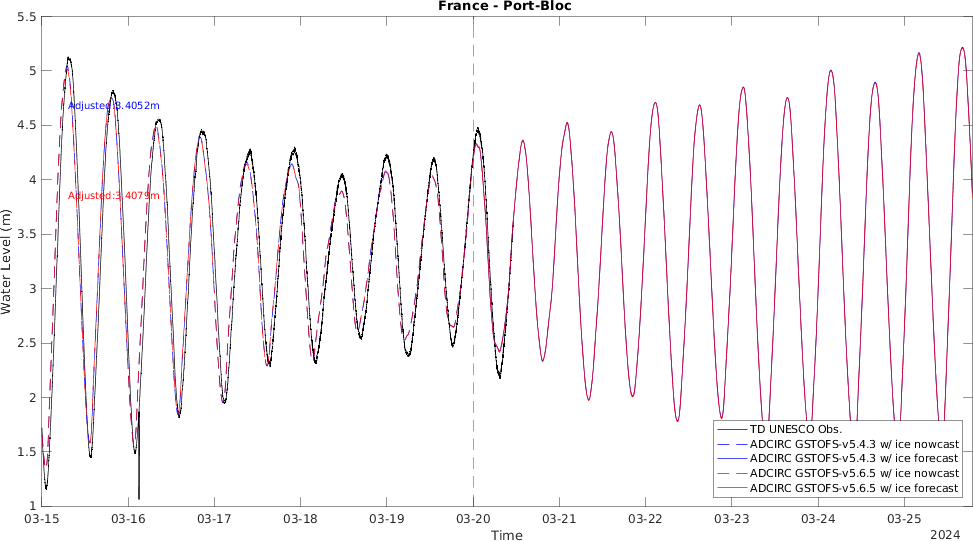 France - Port-Bloc
5.5
5
4.5
4
3.5
3
2.5
2
1.5
1
Water Level (m)
Adjusted:3.4052m
Adjusted:3.4079m
TD UNESCO Obs.
ADCIRC GSTOFS-v5.4.3 w/ ice nowcast
ADCIRC GSTOFS-v5.4.3 w/ ice forecast
ADCIRC GSTOFS-v5.6.5 w/ ice nowcast
ADCIRC GSTOFS-v5.6.5 w/ ice forecast
03-15 03-16 03-17 03-18 03-19 03-20 03-21 03-22 03-23 03-24 03-25
Time
2024